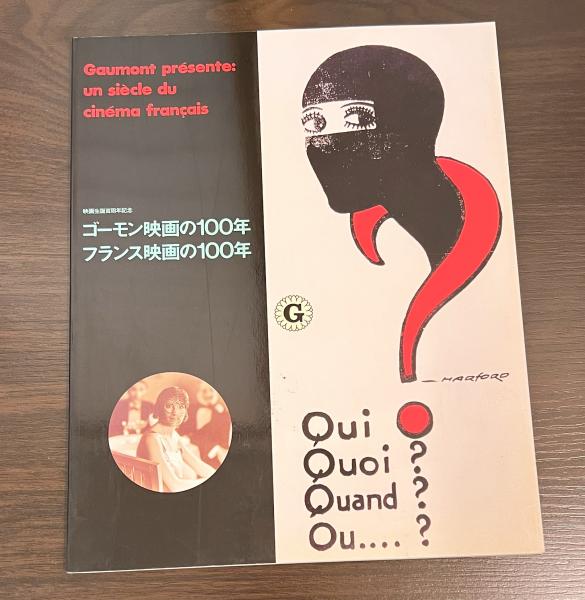 Gaumont présente:
un siècle du
cinéma français
映画生誕百周年記念
ゴーモン映画の100年
フランス映画の100年
G
HARFORD
Qui
Quoi ?
Quand ?
Ou.... ?